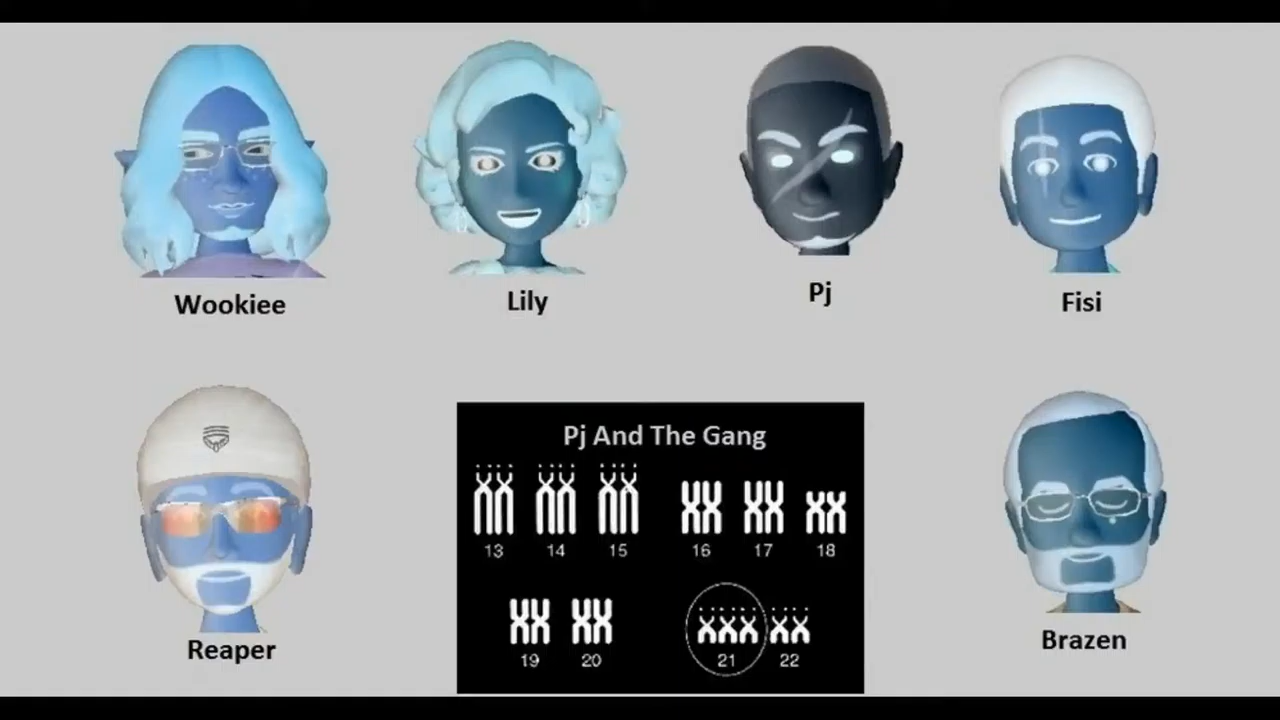 Wookiee
Lily
Pj
Fisi
Reaper
Pj And The Gang
13 14 15 16 17 18
19 20 21 22
Brazen